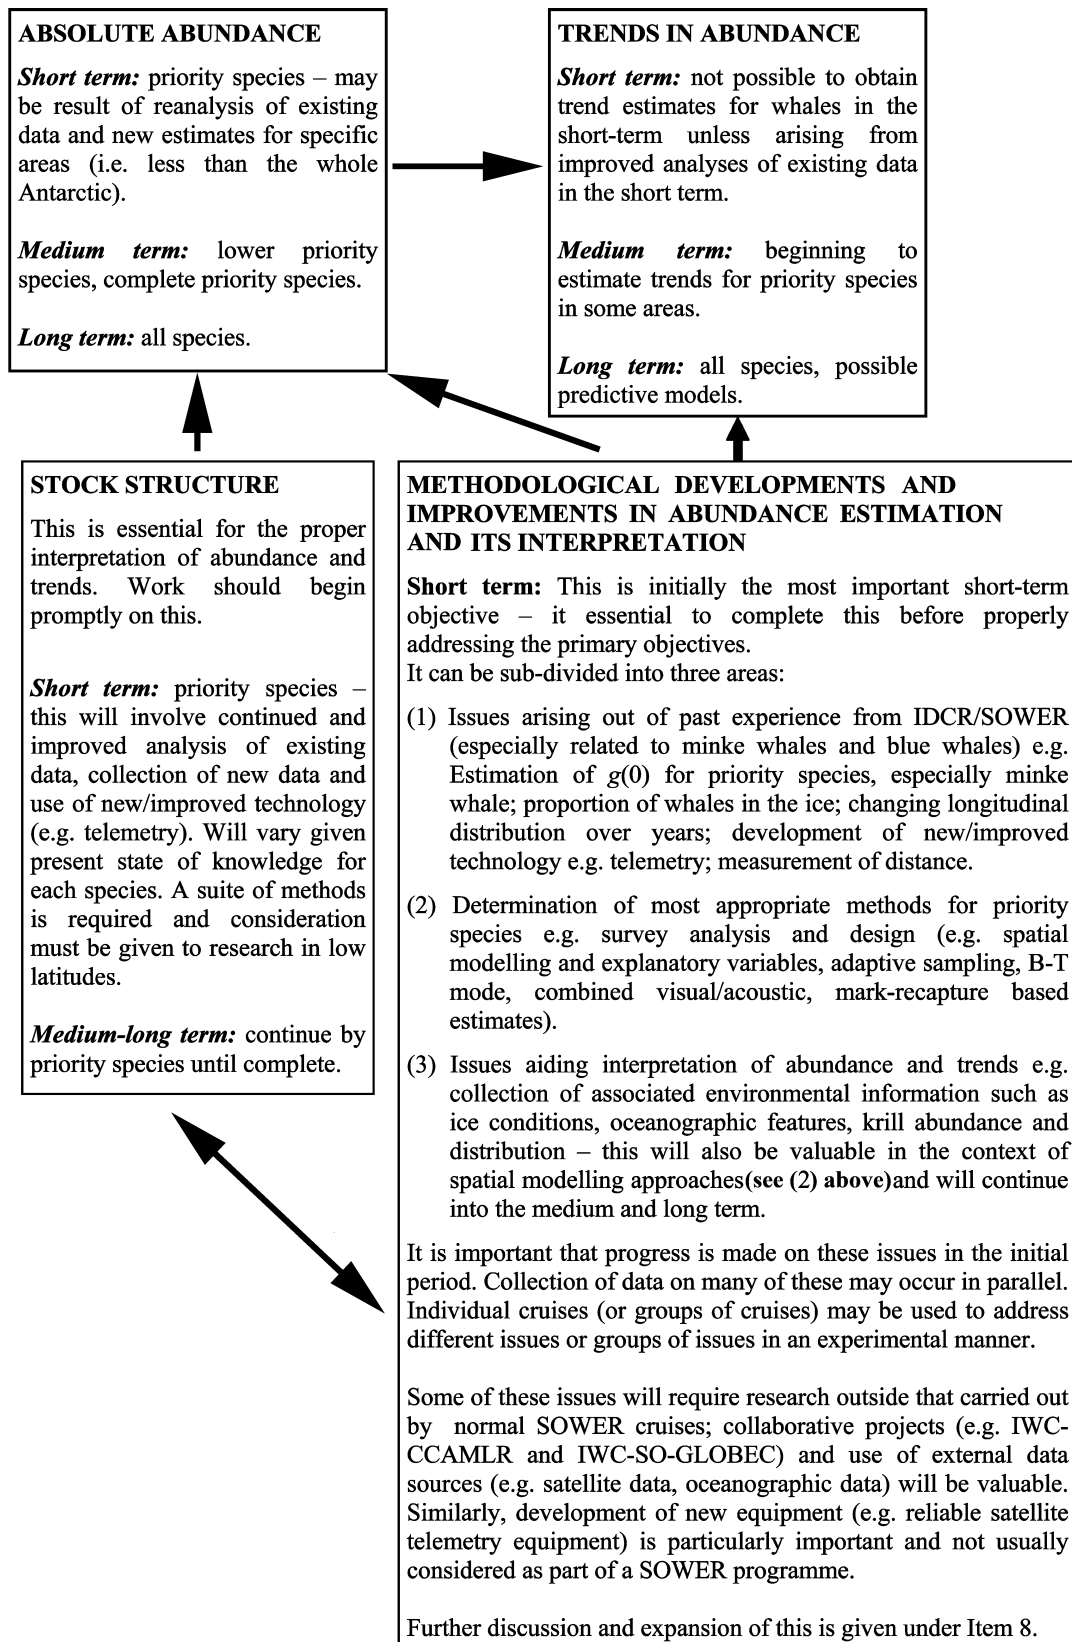 ABSOLUTE ABUNDANCE
Short term: priority species – may
be result of reanalysis of existing
data and new estimates for specific
areas (i.e. less than the whole
Antarctic).
Medium term: lower priority
species, complete priority species.
Long term: all species.
TRENDS IN ABUNDANCE
Short term: not possible to obtain
trend estimates for whales in the
short-term unless arising from
improved analyses of existing data
in the short term.
Medium term: beginning to
estimate trends for priority species
in some areas.
Long term: all species, possible
predictive models.
STOCK STRUCTURE
This is essential for the proper
interpretation of abundance and
trends. Work should begin
promptly on this.
Short term: priority species –
this will involve continued and
improved analysis of existing
data, collection of new data and
use of new/improved technology
(e.g. telemetry). Will vary given
present state of knowledge for
each species. A suite of methods
is required and consideration
must be given to research in low
latitudes.
Medium-long term: continue by
priority species until complete.
METHODOLOGICAL DEVELOPMENTS AND
IMPROVEMENTS IN ABUNDANCE ESTIMATION
AND ITS INTERPRETATION
Short term: This is initially the most important short-term
objective – it essential to complete this before properly
addressing the primary objectives.
It can be sub-divided into three areas:
(1) Issues arising out of past experience from IDCR/SOWER
(especially related to minke whales and blue whales) e.g.
Estimation of g(0) for priority species, especially minke
whale; proportion of whales in the ice; changing longitudinal
distribution over years; development of new/improved
technology e.g. telemetry; measurement of distance.
(2) Determination of most appropriate methods for priority
species e.g. survey analysis and design (e.g. spatial
modelling and explanatory variables, adaptive sampling, B-T
mode, combined visual/acoustic, mark-recapture based
estimates).
(3) Issues aiding interpretation of abundance and trends e.g.
collection of associated environmental information such as
ice conditions, oceanographic features, krill abundance and
distribution – this will also be valuable in the context of
spatial modelling approaches(see (2) above)and will continue
into the medium and long term.
It is important that progress is made on these issues in the initial
period. Collection of data on many of these may occur in parallel.
Individual cruises (or groups of cruises) may be used to address
different issues or groups of issues in an experimental manner.
Some of these issues will require research outside that carried out
by normal SOWER cruises; collaborative projects (e.g. IWC-
CCAMLR and IWC-SO-GLOBEC) and use of external data
sources (e.g. satellite data, oceanographic data) will be valuable.
Similarly, development of new equipment (e.g. reliable satellite
telemetry equipment) is particularly important and not usually
considered as part of a SOWER programme.
Further discussion and expansion of this is given under Item 8.